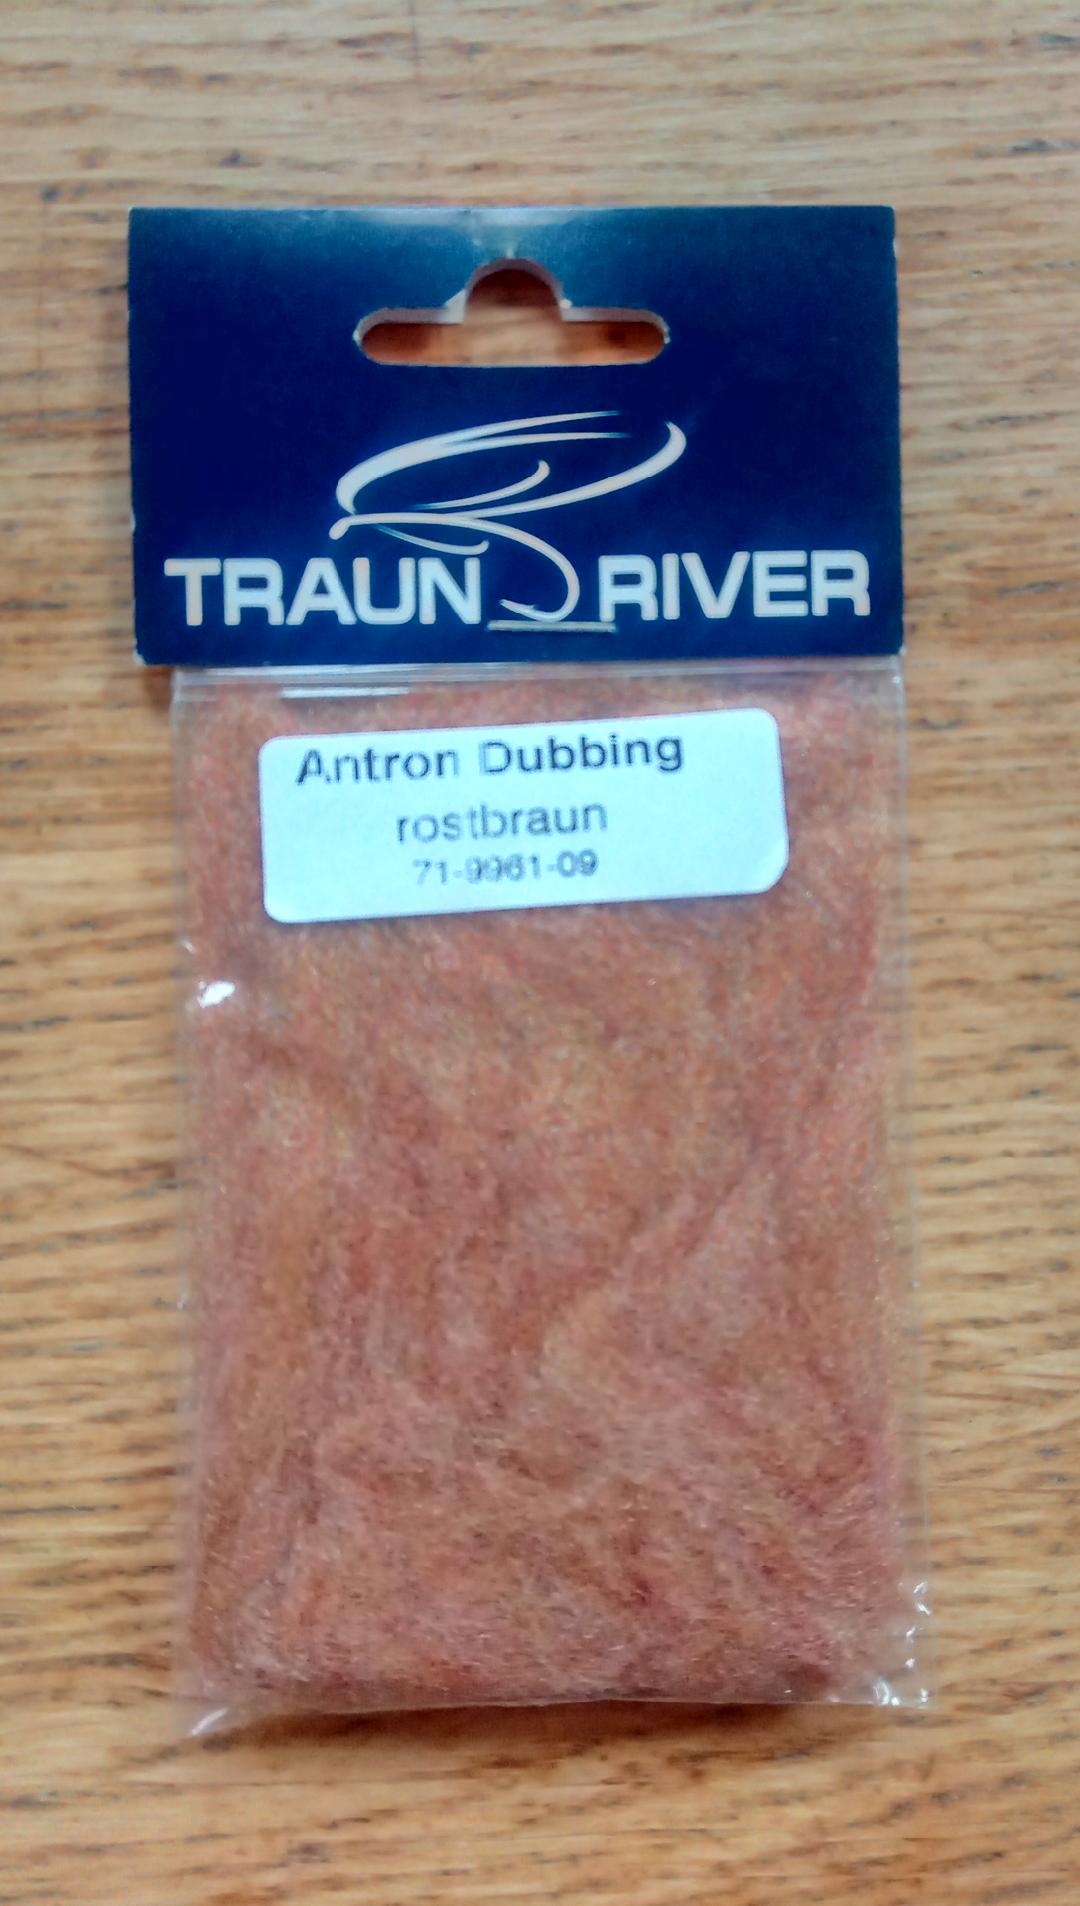 TRAUN RIVER
Antron Dubbing
rostbraun
71-9961-09